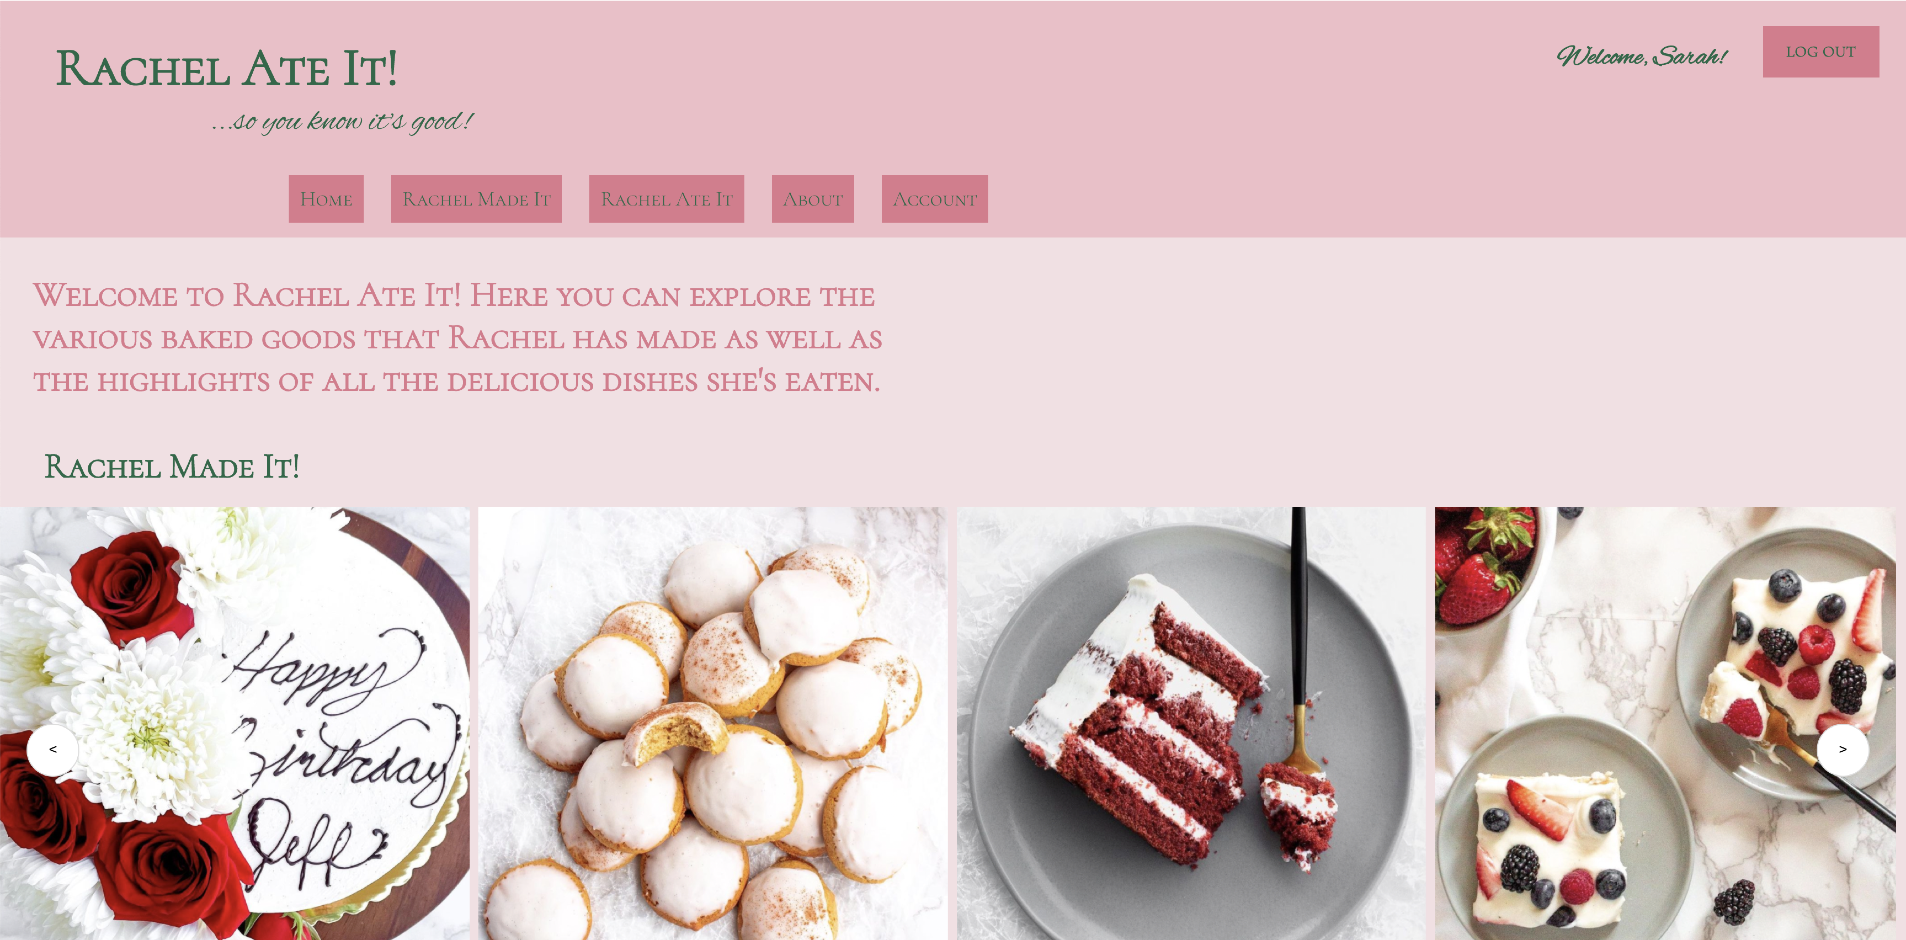 Rachel Ate It!
...so you know it's good!
Welcome, Sarah!
LOG OUT
Home
Rachel Made It
Rachel Ate It
About
Account
Welcome to Rachel Ate It! Here you can explore the
various baked goods that Rachel has made as well as
the highlights of all the delicious dishes she's eaten.
Rachel Made It!
Happy
Birthday
Jeff
<
>